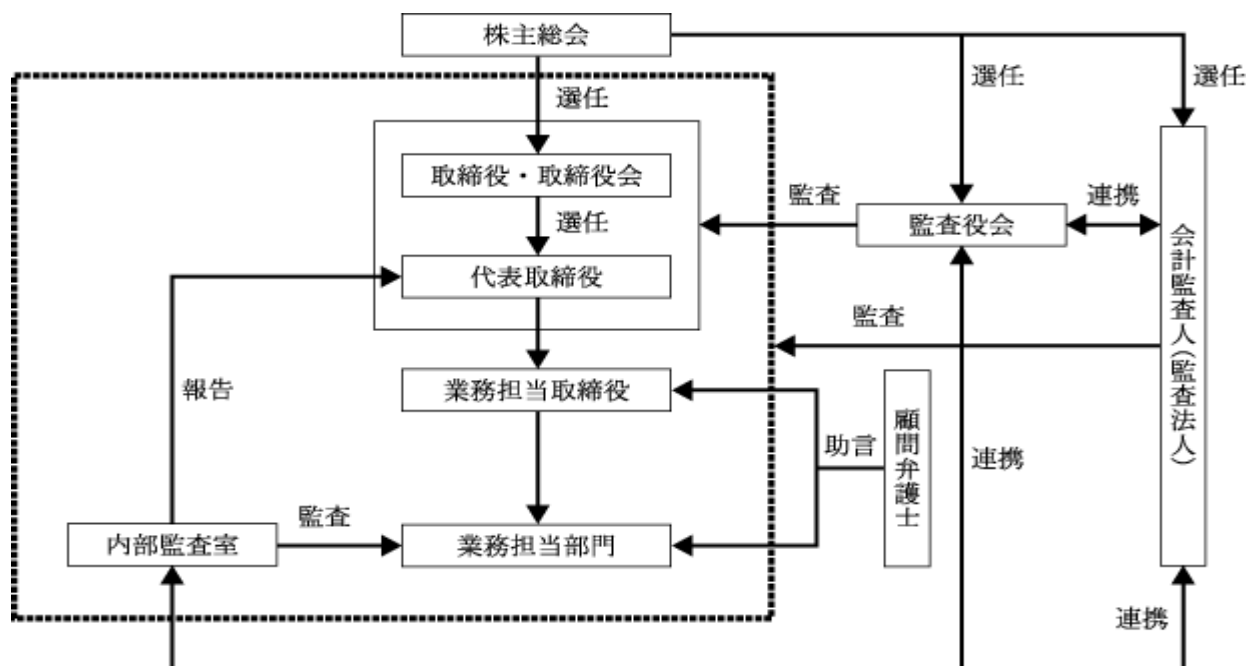 株主総会
選任
選任
選任
取締役・取締役会
選任
監査
監査役会
連携
代表取締役
監査
報告
業務担当取締役
助言
顧問弁護士
連携
会計監査人(監査法人)
内部監査室
監査
業務担当部門
連携